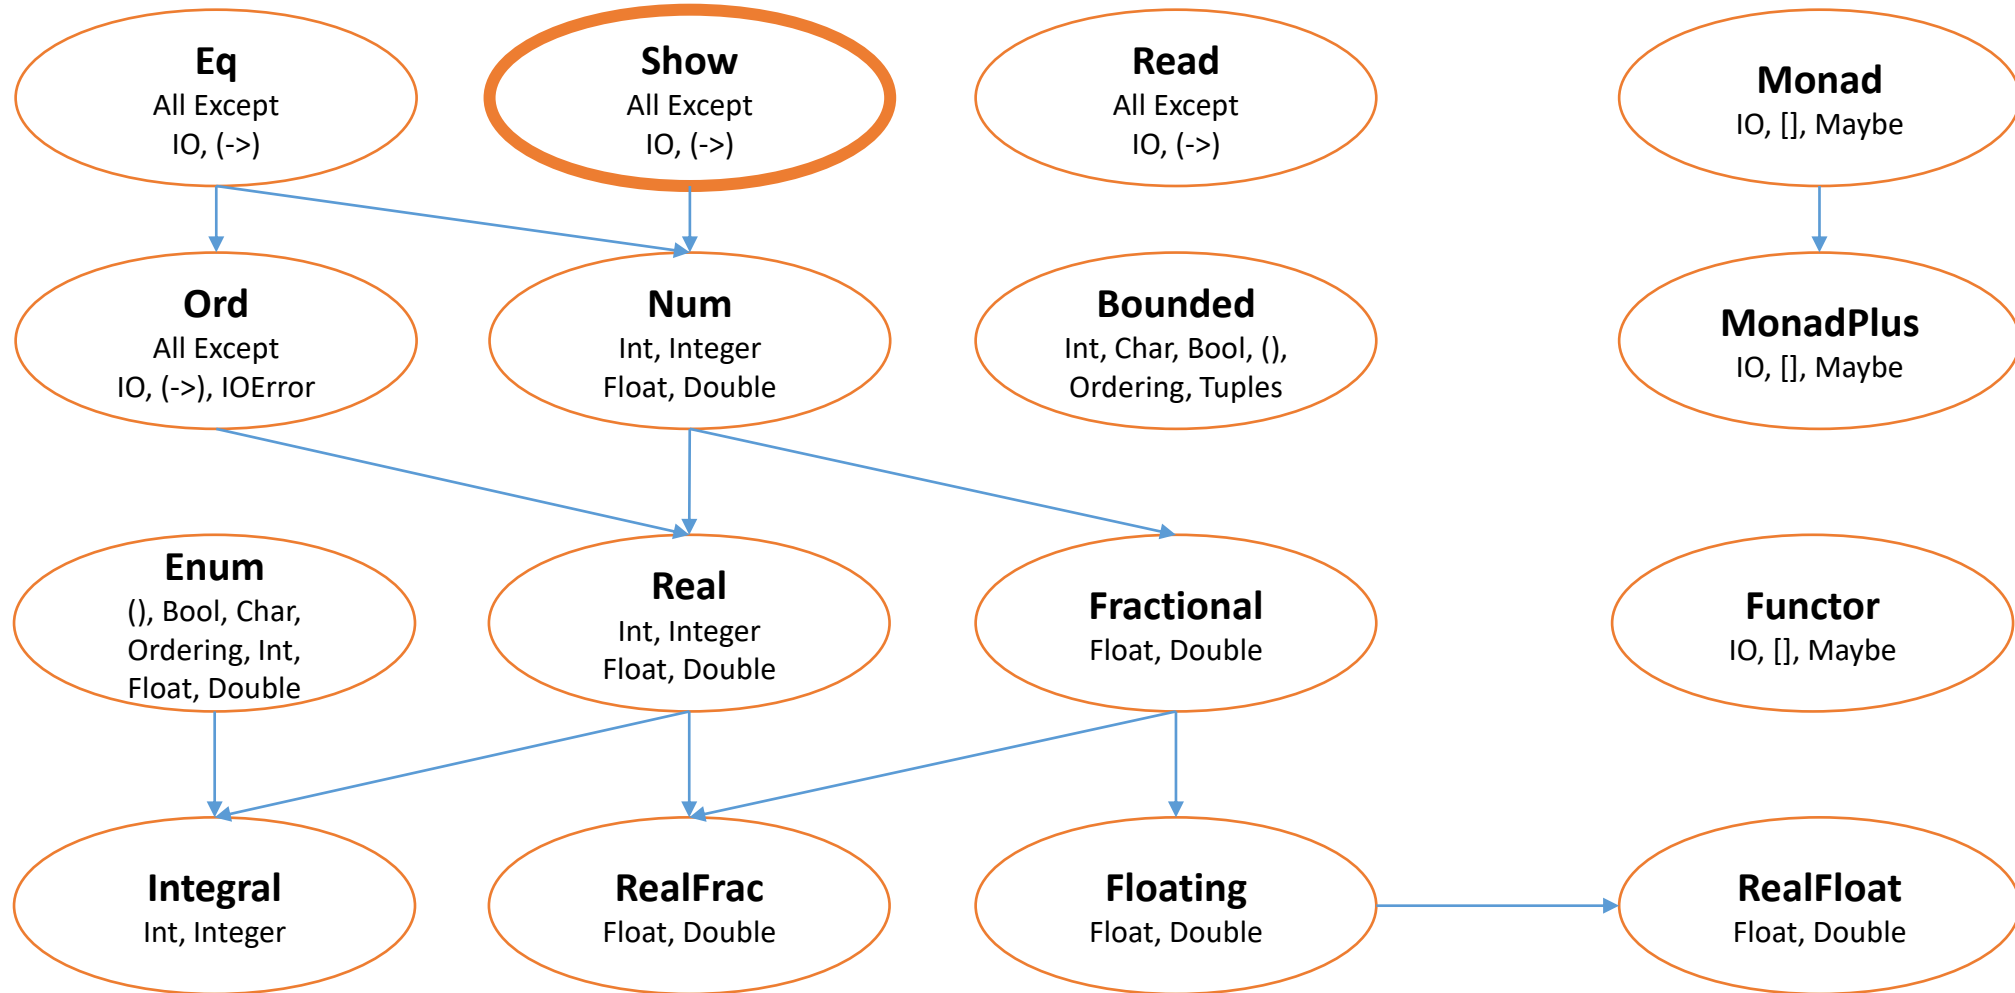 Eq
All Except
IO, (->)
Show
All Except
IO, (->)
Read
All Except
IO, (->)
Monad
IO, [], Maybe
Ord
All Except
IO, (->), IOError
Num
Int, Integer
Float, Double
Bounded
Int, Char, Bool, (),
Ordering, Tuples
MonadPlus
IO, [], Maybe
Enum
(), Bool, Char,
Ordering, Int,
Float, Double
Real
Int, Integer
Float, Double
Fractional
Float, Double
Functor
IO, [], Maybe
Integral
Int, Integer
RealFrac
Float, Double
Floating
Float, Double
RealFloat
Float, Double